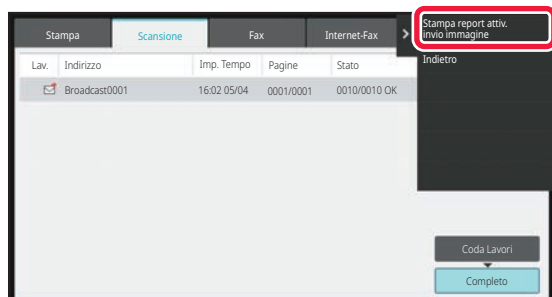 Stampa Scansione Fax Internet-Fax
Stampa report attiv.
invio immagine
Indietro
Lav. Indirizzo Imp. Tempo Pagine Stato
Broadcast0001 16:02 05/04 0001/0001 0010/0010 OK
Coda Lavori
Completo